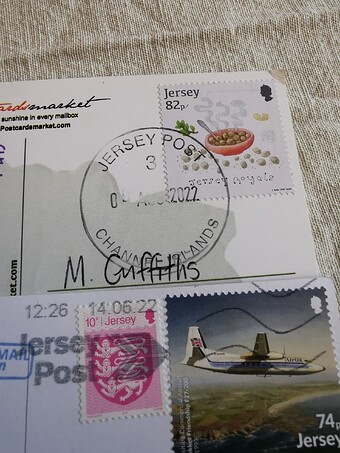 cardsmarket
sunshine in every mailbox
Postcardsmarket.com
Jersey
82p
JERSEY POST
3
04 AUG 2022
CHANNEL ISLANDS
Jersey Royals
M. Griffiths
12:26 14.06.22
Jersey
Post
10p Jersey
74p
Jersey